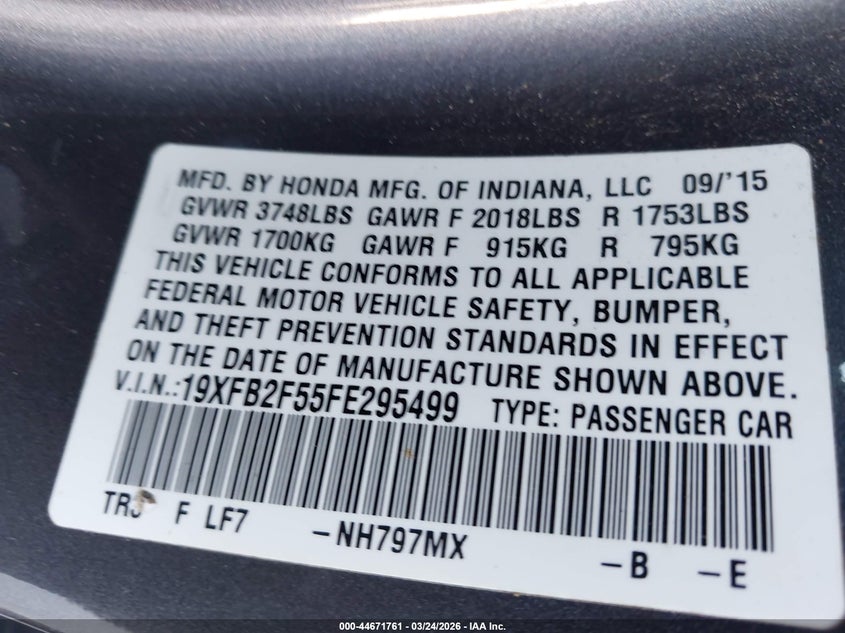 MFD. BY HONDA MFG. OF INDIANA, LLC 09/'15
GVWR 3748LBS GAWR F 2018LBS R 1753LBS
GVWR 1700KG GAWR F 915KG R 795KG
THIS VEHICLE CONFORMS TO ALL APPLICABLE
FEDERAL MOTOR VEHICLE SAFETY, BUMPER,
AND THEFT PREVENTION STANDARDS IN EFFECT
ON THE DATE OF MANUFACTURE SHOWN ABOVE.
V.I.N.:19XFB2F55FE295499 TYPE: PASSENGER CAR
F LF7 -NH797MX -B -E
000-44671761 - 03/24/2026 - IAA Inc.